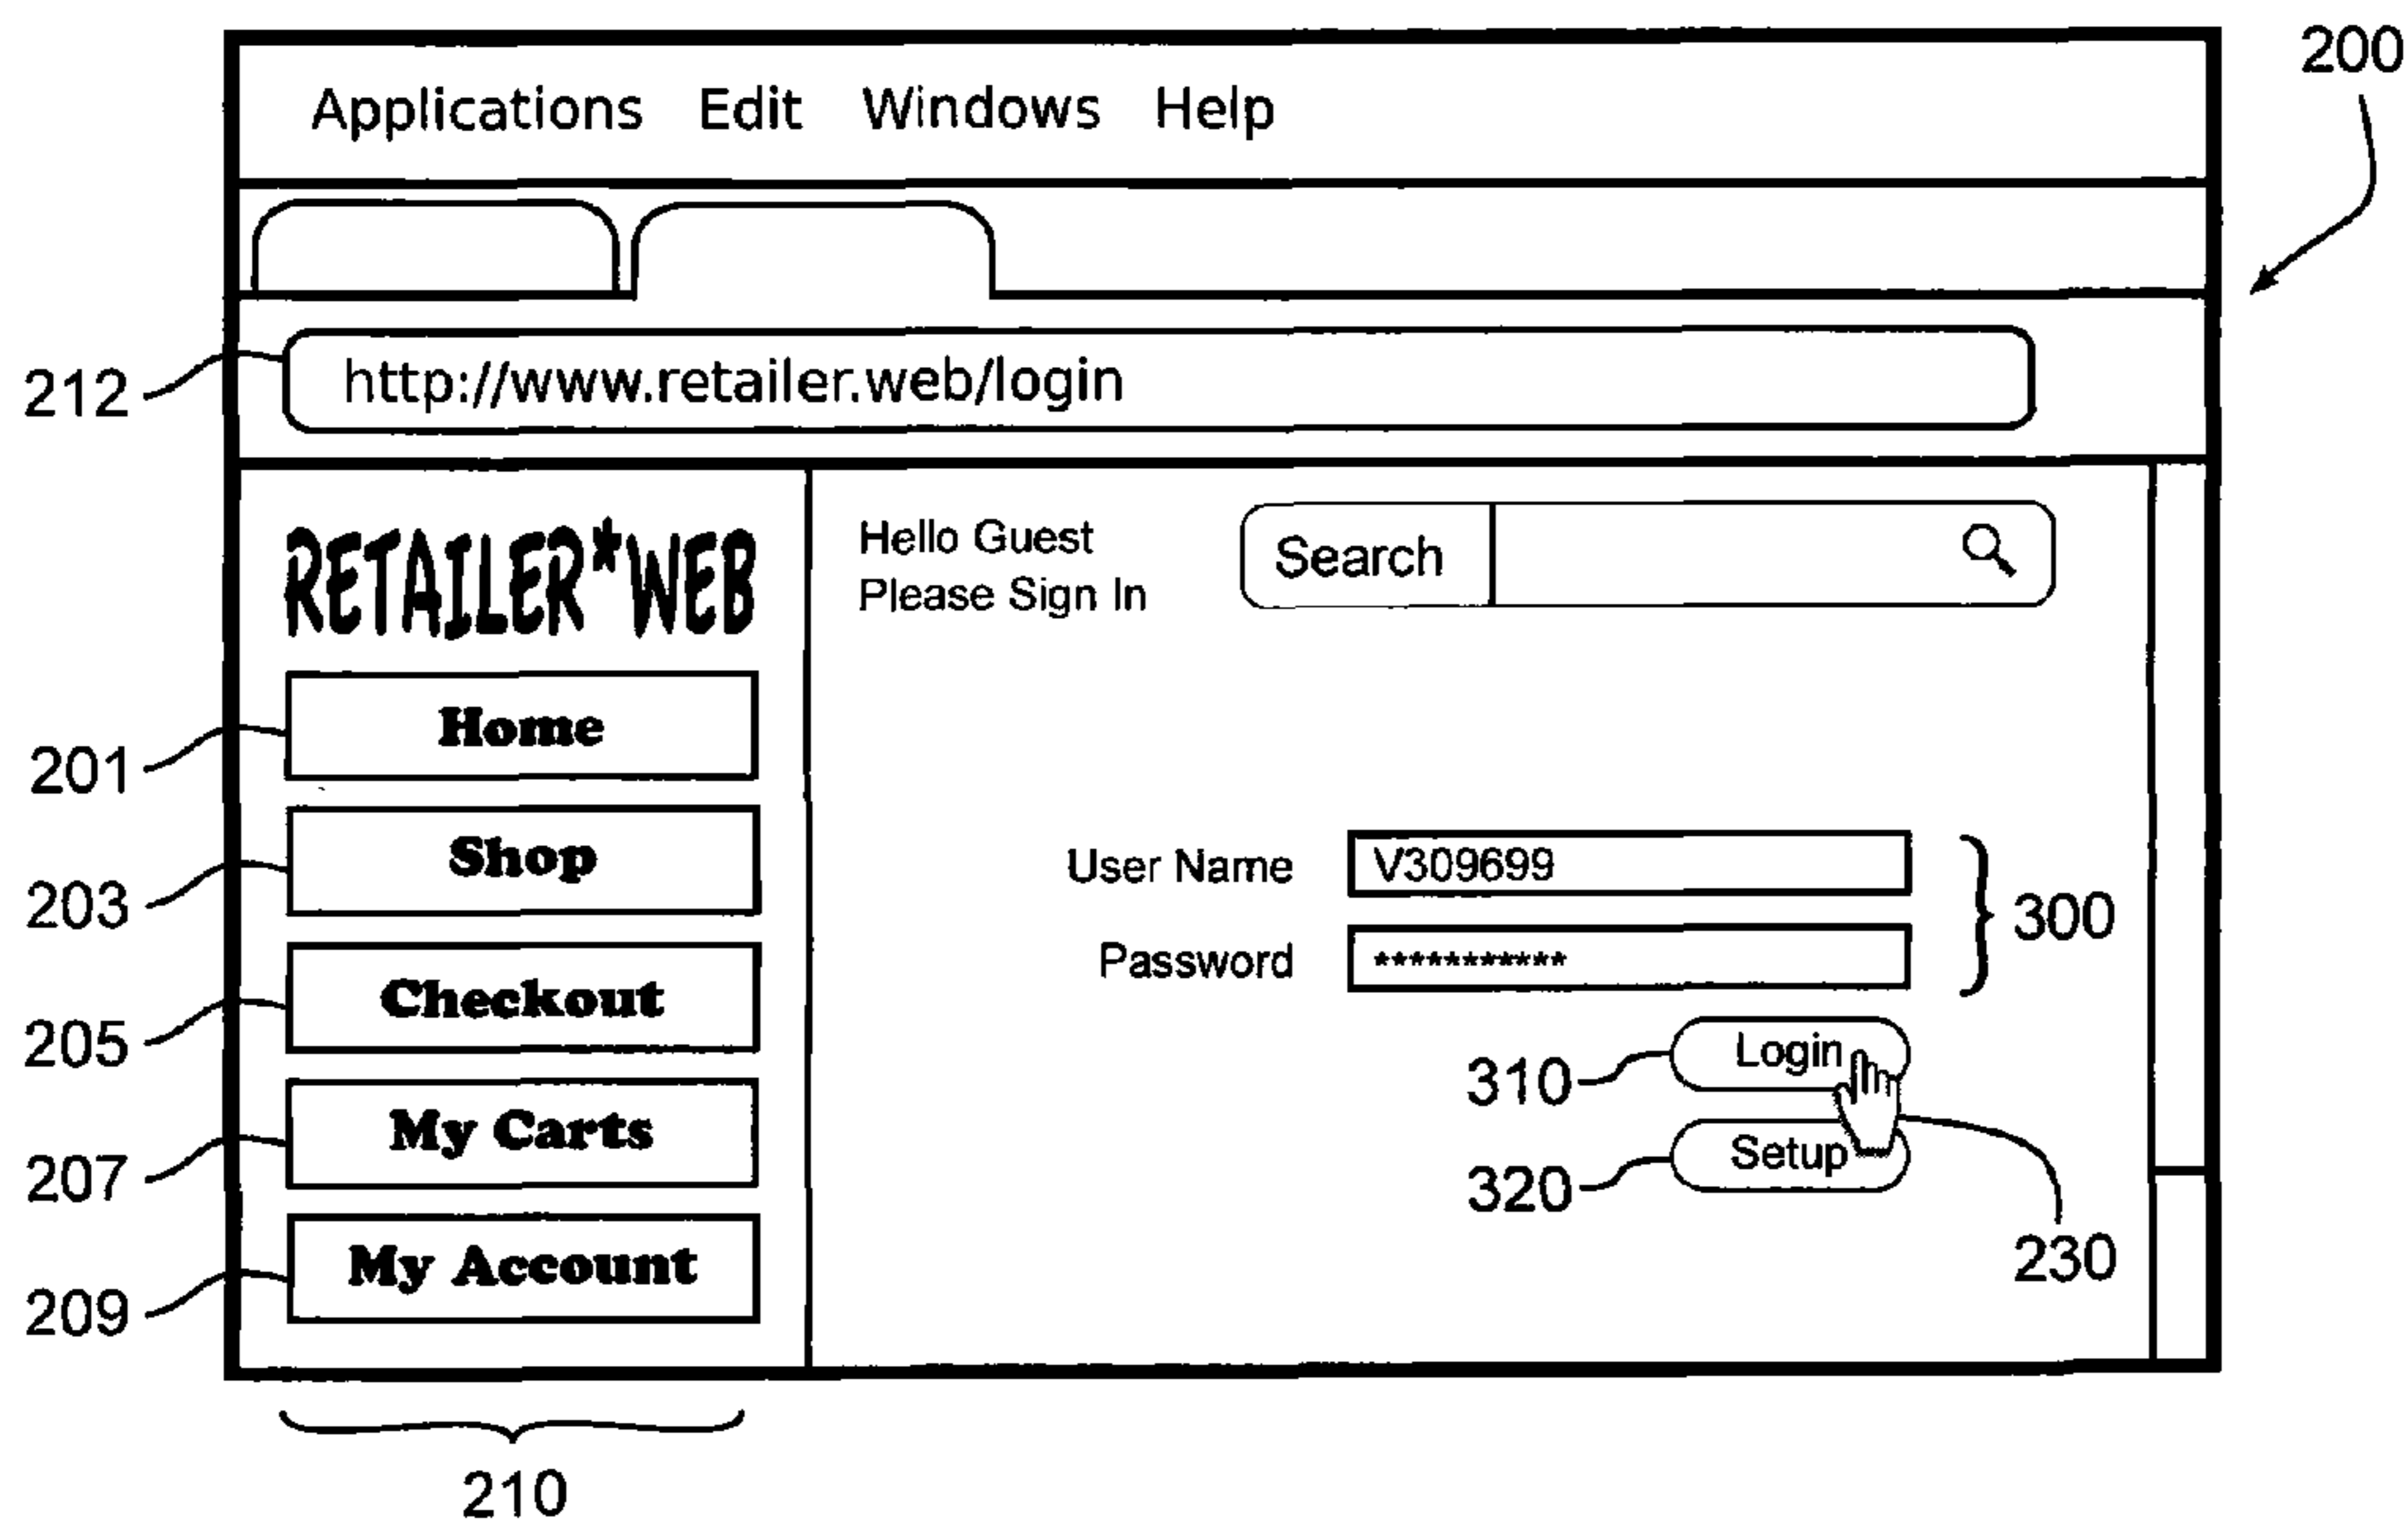 200
Applications Edit Windows Help
212
http://www.retailer.web/login
RETAILER*WEB
Hello Guest
Please Sign In
Search
201
Home
203
Shop
205
Checkout
207
My Carts
209
My Account
210
User Name V309699
Password ***********
300
310
Login
320
Setup
230